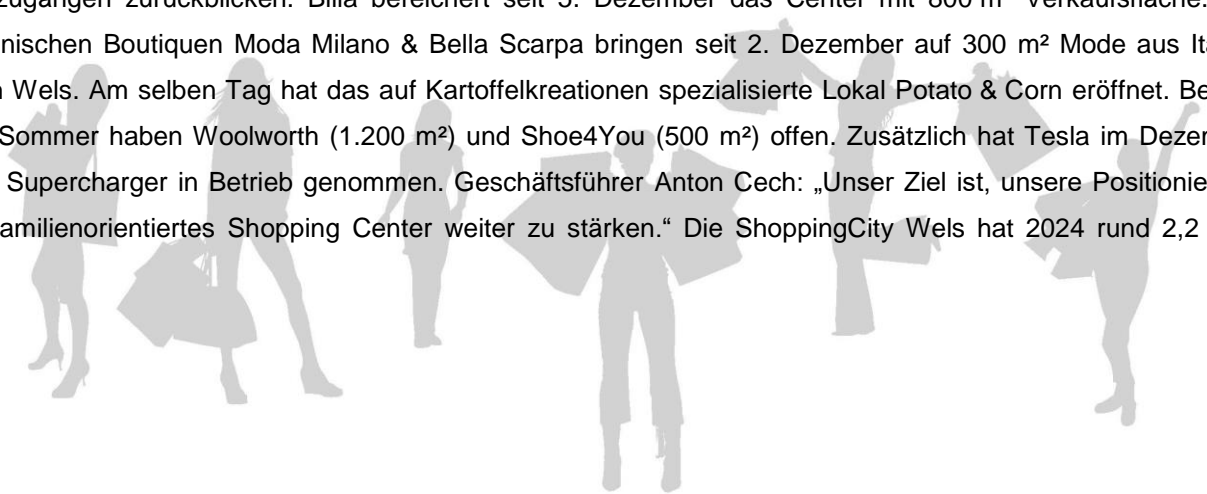 zugängen zurückblicken. Billa bereichert seit 5. Dezember das Center mit 800 m² Verkaufsfläche.
nischen Boutiquen Moda Milano & Bella Scarpa bringen seit 2. Dezember auf 300 m² Mode aus Ita
Wels. Am selben Tag hat das auf Kartoffelkreationen spezialisierte Lokal Potato & Corn eröffnet. Be
Sommer haben Woolworth (1.200 m²) und Shoe4You (500 m²) offen. Zusätzlich hat Tesla im Dezem
Supercharger in Betrieb genommen. Geschäftsführer Anton Cech: „Unser Ziel ist, unsere Positionie
amilienorientiertes Shopping Center weiter zu stärken.“ Die ShoppingCity Wels hat 2024 rund 2,2